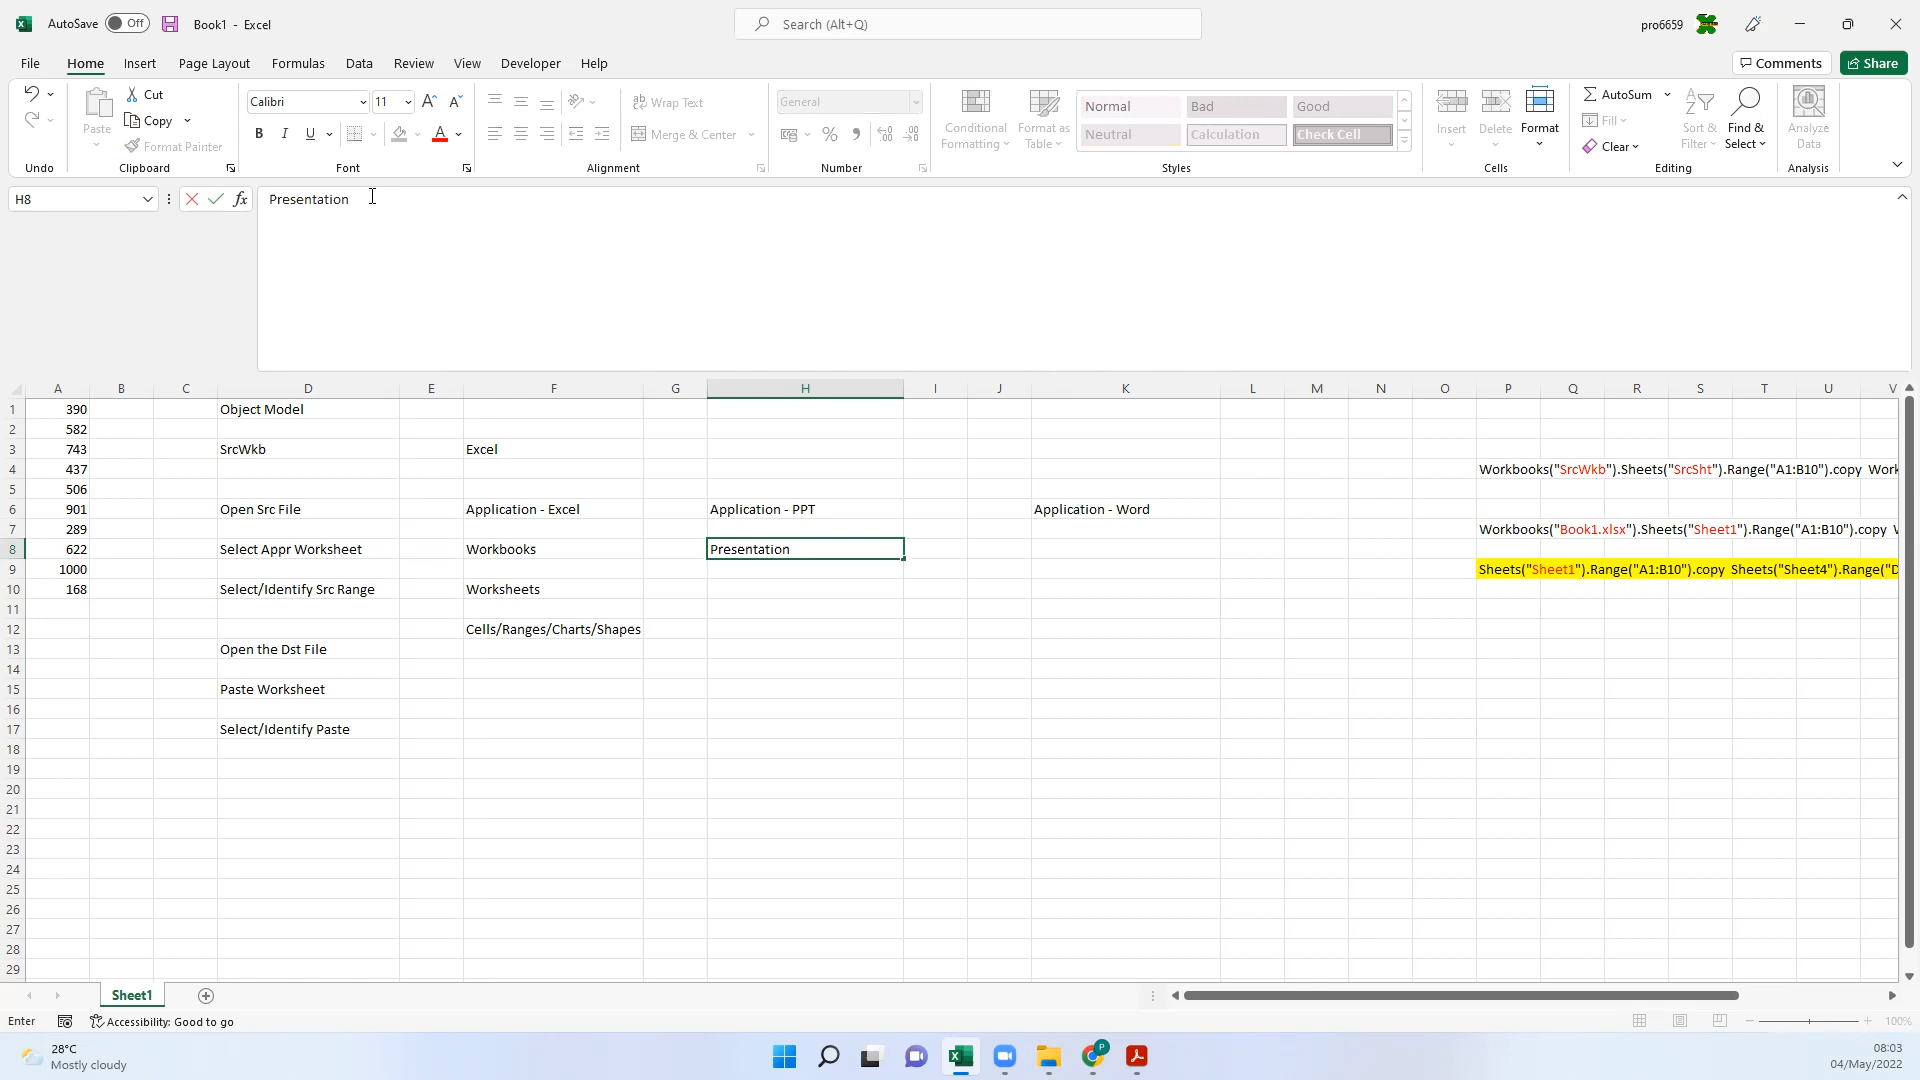 AutoSave Off Book1 - Excel Search (Alt+Q) pro6659
File Home Insert Page Layout Formulas Data Review View Developer Help Comments Share
Cut
Copy
Format Painter
Paste
Calibri 11
B I U
Wrap Text
Merge & Center
General
Conditional Formatting
Format as Table
Normal Bad Good
Neutral Calculation Check Cell
Insert Delete Format
AutoSum
Fill
Clear
Sort & Filter
Find & Select
Analyze Data
Undo Clipboard Font Alignment Number Styles Cells Editing Analysis
H8 fx Presentation
A B C D E F G H I J K L M N O P Q R S T U V
1 390 Object Model
2 582
3 743 SrcWkb Excel
4 437 Workbooks("SrcWkb").Sheets("SrcSht").Range("A1:B10").copy Work
5 506
6 901 Open Src File Application - Excel Application - PPT Application - Word
7 289 Workbooks("Book1.xlsx").Sheets("Sheet1").Range("A1:B10").copy
8 622 Select Appr Worksheet Workbooks Presentation
9 1000 Sheets("Sheet1").Range("A1:B10").copy Sheets("Sheet4").Range("D
10 168 Select/Identify Src Range Worksheets
11
12 Cells/Ranges/Charts/Shapes
13 Open the Dst File
14
15 Paste Worksheet
16
17 Select/Identify Paste
18
19
20
21
22
23
24
25
26
27
28
29
Sheet1
Enter Accessibility: Good to go 100%
28°C
Mostly cloudy
P
08:03
04/May/2022